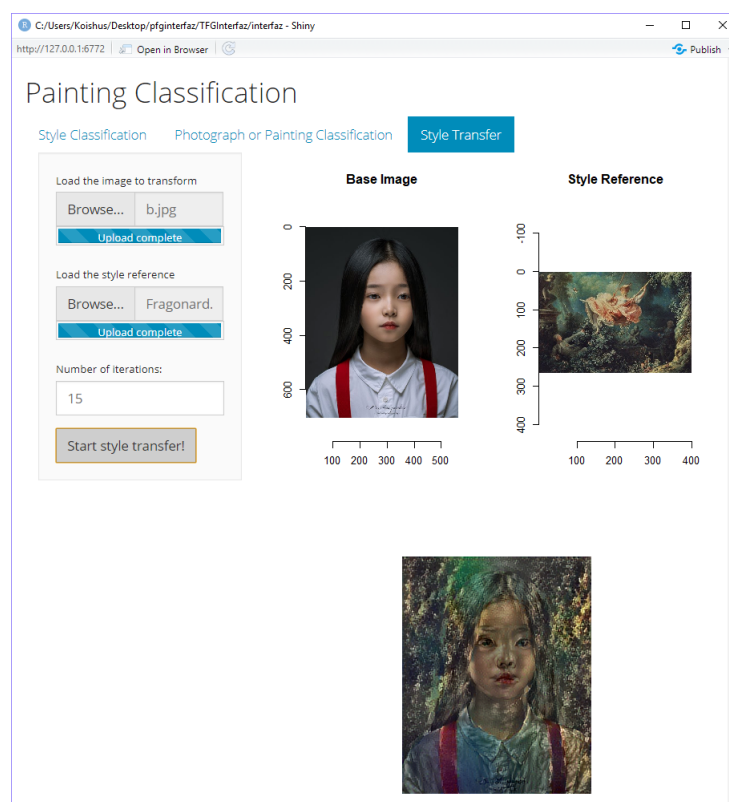 C:/Users/Koishus/Desktop/pfginterfaz/TFGInterfaz/interfaz - Shiny
http://127.0.0.1:6772 Open in Browser Publish
Painting Classification
Style Classification Photograph or Painting Classification Style Transfer
Load the image to transform
Browse... b.jpg
Upload complete
Load the style reference
Browse... Fragonard.
Upload complete
Number of iterations:
15
Start style transfer!
Base Image
0
200
400
600
100 200 300 400 500
Style Reference
-100
0
100
200
300
400
100 200 300 400